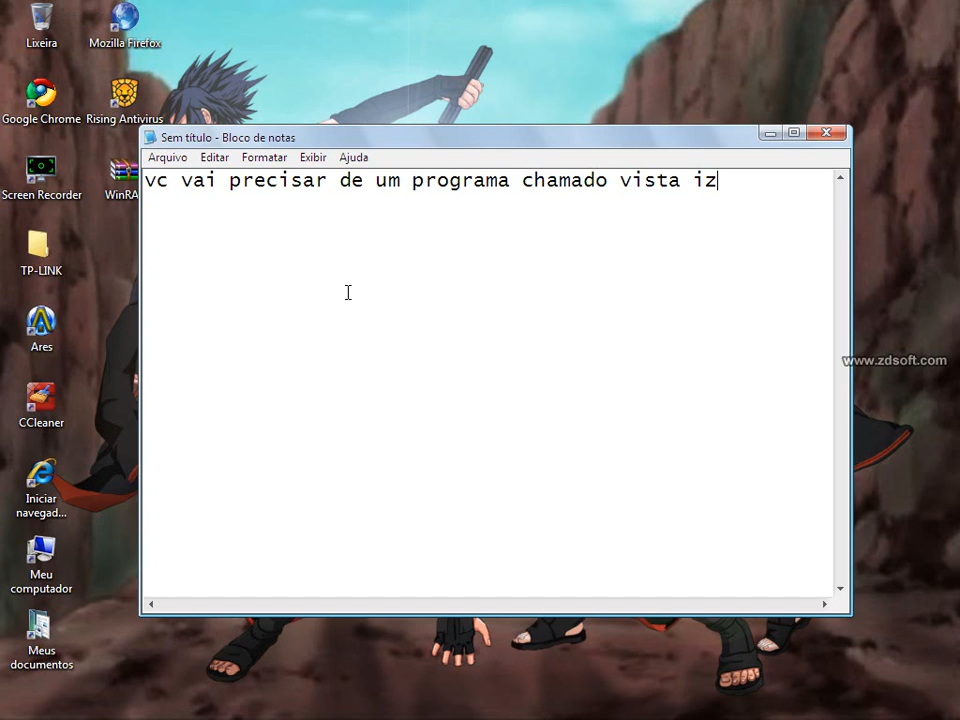 Lixeira
Mozilla Firefox
Google Chrome
Rising Antivirus
Screen Recorder
WinRA
TP-LINK
Ares
CCleaner
Iniciar
navegad...
Meu
computador
Meus
documentos
Sem título - Bloco de notas
Arquivo Editar Formatar Exibir Ajuda
vc vai precisar de um programa chamado vista iz
www.zdsoft.com